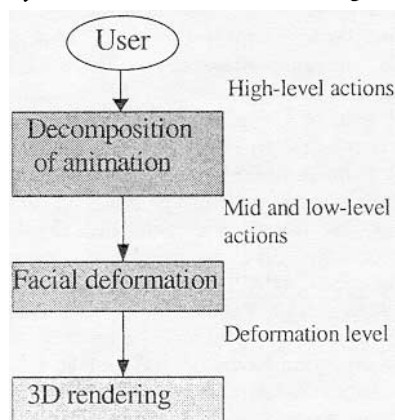 User
High-level actions
Decomposition
of animation
Mid and low-level
actions
Facial deformation
Deformation level
3D rendering